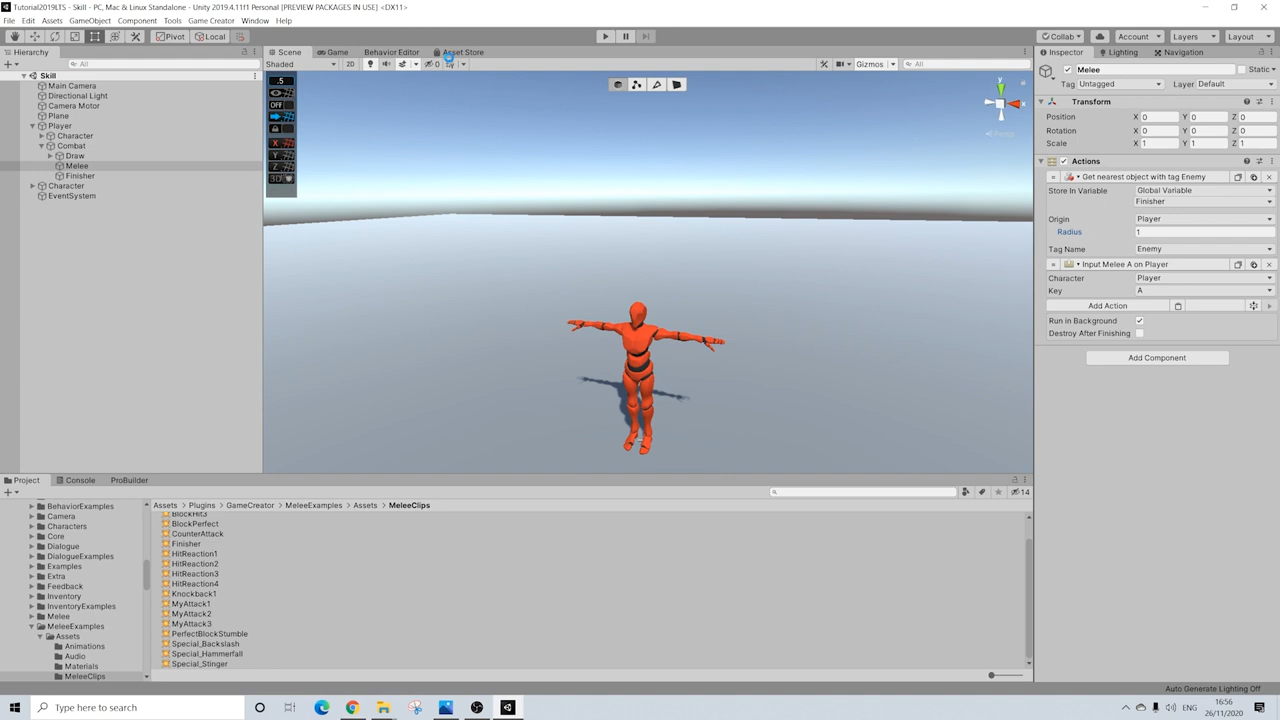 Tutorial2019LTS - Skill - PC, Mac & Linux Standalone - Unity 2019.4.11f1 Personal [PREVIEW PACKAGES IN USE] <DX11>
File Edit Assets GameObject Component Tools Game Creator Window Help
Pivot Local Collab Account Layers Layout
Hierarchy Scene Game Behavior Editor Asset Store Inspector Lighting Navigation
All Shaded 2D 0 Gizmos All
Melee Static
Tag Untagged Layer Default
Skill
Main Camera
Directional Light
Camera Motor
Plane
Player
Character
Combat
Draw
Melee
Finisher
Character
EventSystem
.5
OFF
X
Y
Z
3D
y
x
Persp
Transform
Position X 0 Y 0 Z 0
Rotation X 0 Y 0 Z 0
Scale X 1 Y 1 Z 1
Actions
Get nearest object with tag Enemy
Store In Variable Global Variable
Finisher
Origin Player
Radius 1
Tag Name Enemy
Input Melee A on Player
Character Player
Key A
Add Action
Run in Background
Destroy After Finishing
Add Component
Project Console ProBuilder
14
BehaviorExamples
Camera
Characters
Core
Dialogue
DialogueExamples
Examples
Extra
Feedback
Inventory
InventoryExamples
Melee
MeleeExamples
Assets
Animations
Audio
Materials
MeleeClips
Assets Plugins GameCreator MeleeExamples Assets MeleeClips
BlockHit3
BlockPerfect
CounterAttack
Finisher
HitReaction1
HitReaction2
HitReaction3
HitReaction4
Knockback1
MyAttack1
MyAttack2
MyAttack3
PerfectBlockStumble
Special_Backslash
Special_Hammerfall
Special_Stinger
Auto Generate Lighting Off
Type here to search
ENG
16:56
26/11/2020